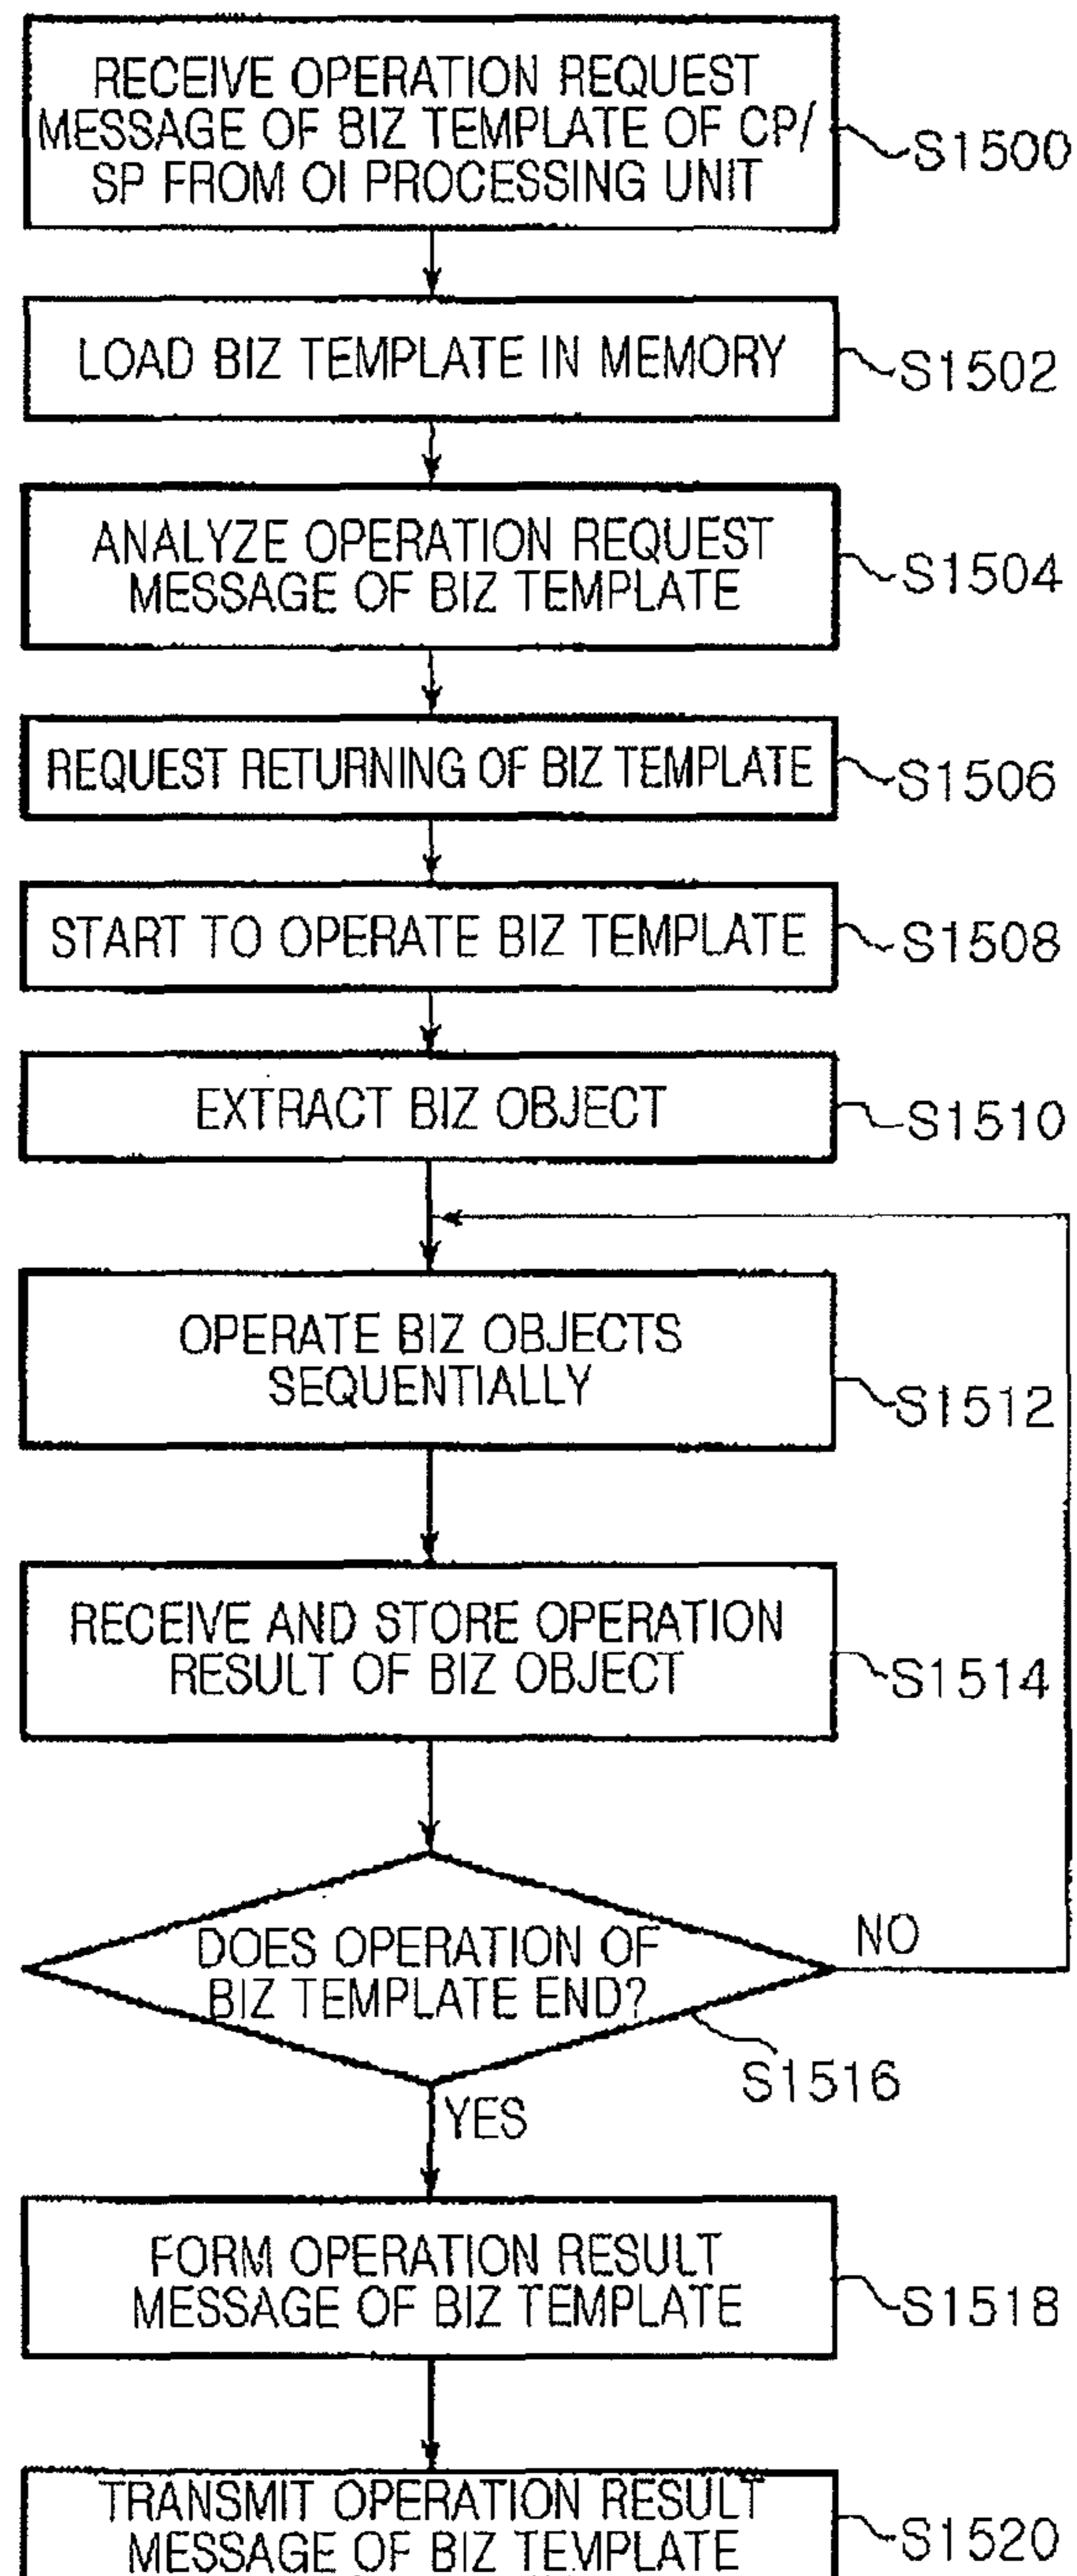 RECEIVE OPERATION REQUEST
MESSAGE OF BIZ TEMPLATE OF CP/
SP FROM OI PROCESSING UNIT
S1500
LOAD BIZ TEMPLATE IN MEMORY
S1502
ANALYZE OPERATION REQUEST
MESSAGE OF BIZ TEMPLATE
S1504
REQUEST RETURNING OF BIZ TEMPLATE
S1506
START TO OPERATE BIZ TEMPLATE
S1508
EXTRACT BIZ OBJECT
S1510
OPERATE BIZ OBJECTS
SEQUENTIALLY
S1512
RECEIVE AND STORE OPERATION
RESULT OF BIZ OBJECT
S1514
DOES OPERATION OF
BIZ TEMPLATE END?
NO
S1516
YES
FORM OPERATION RESULT
MESSAGE OF BIZ TEMPLATE
S1518
TRANSMIT OPERATION RESULT
MESSAGE OF BIZ TEMPLATE
S1520